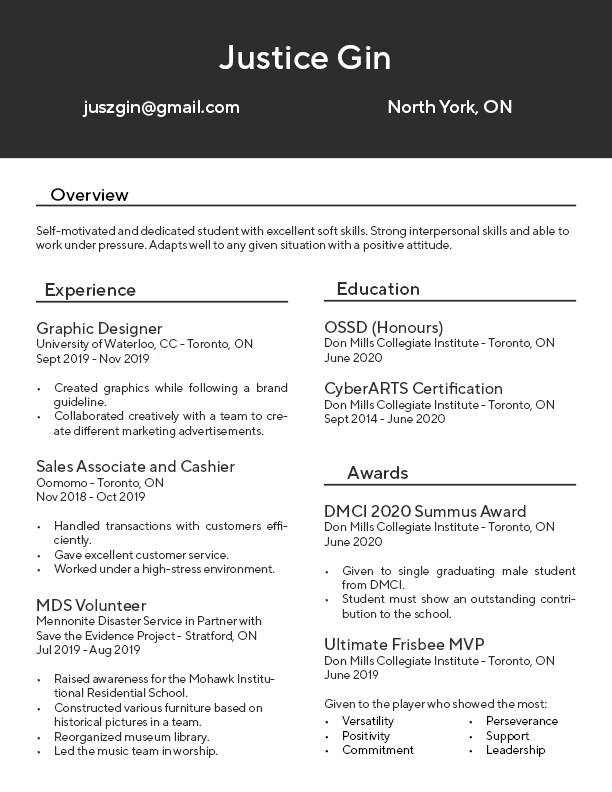 Justice Gin
juszgin@gmail.com
North York, ON
Overview
Self-motivated and dedicated student with excellent soft skills. Strong interpersonal skills and able to
work under pressure. Adapts well to any given situation with a positive attitude.
Experience
Graphic Designer
University of Waterloo, CC - Toronto, ON
Sept 2019 - Nov 2019
• Created graphics while following a brand
guideline.
• Collaborated creatively with a team to cre-
ate different marketing advertisements.
Sales Associate and Cashier
Oomomo - Toronto, ON
Nov 2018 - Oct 2019
• Handled transactions with customers effi-
ciently.
• Gave excellent customer service.
• Worked under a high-stress environment.
MDS Volunteer
Mennonite Disaster Service in Partner with
Save the Evidence Project - Stratford, ON
Jul 2019 - Aug 2019
• Raised awareness for the Mohawk Institu-
tional Residential School.
• Constructed various furniture based on
historical pictures in a team.
• Reorganized museum library.
• Led the music team in worship.
Education
OSSD (Honours)
Don Mills Collegiate Institute - Toronto, ON
June 2020
CyberARTS Certification
Don Mills Collegiate Institute - Toronto, ON
Sept 2014 - June 2020
Awards
DMCI 2020 Summus Award
Don Mills Collegiate Institute - Toronto, ON
June 2020
• Given to single graduating male student
from DMCI.
• Student must show an outstanding contri-
bution to the school.
Ultimate Frisbee MVP
Don Mills Collegiate Institute - Toronto, ON
June 2019
Given to the player who showed the most:
• Versatility
• Positivity
• Commitment
• Perseverance
• Support
• Leadership